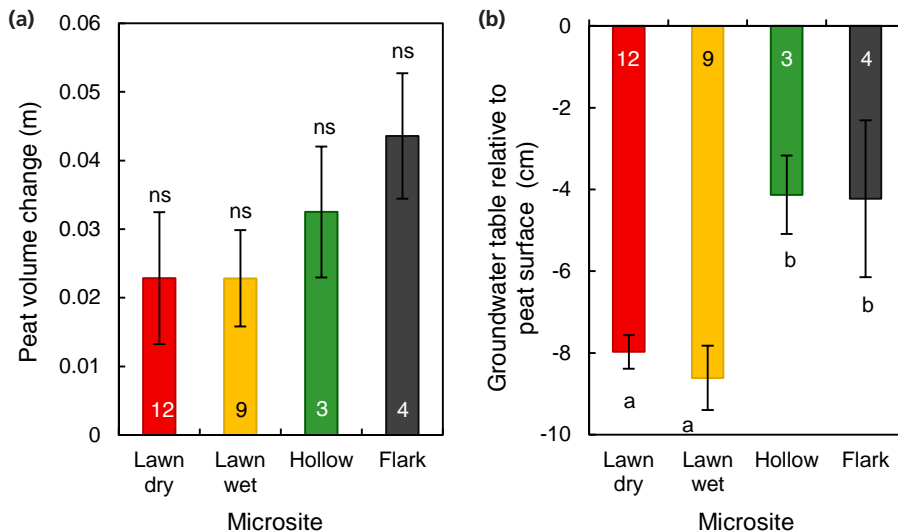 (a)
Peat volume change (m)
0.06
0.05
0.04
0.03
0.02
0.01
0
ns
ns
ns
ns
12
9
3
4
Lawn dry
Lawn wet
Hollow
Flark
Microsite
(b)
Groundwater table relative to
peat surface (cm)
-0
-2
-4
-6
-8
-10
12
9
3
4
a
a
b
b
Lawn dry
Lawn wet
Hollow
Flark
Microsite